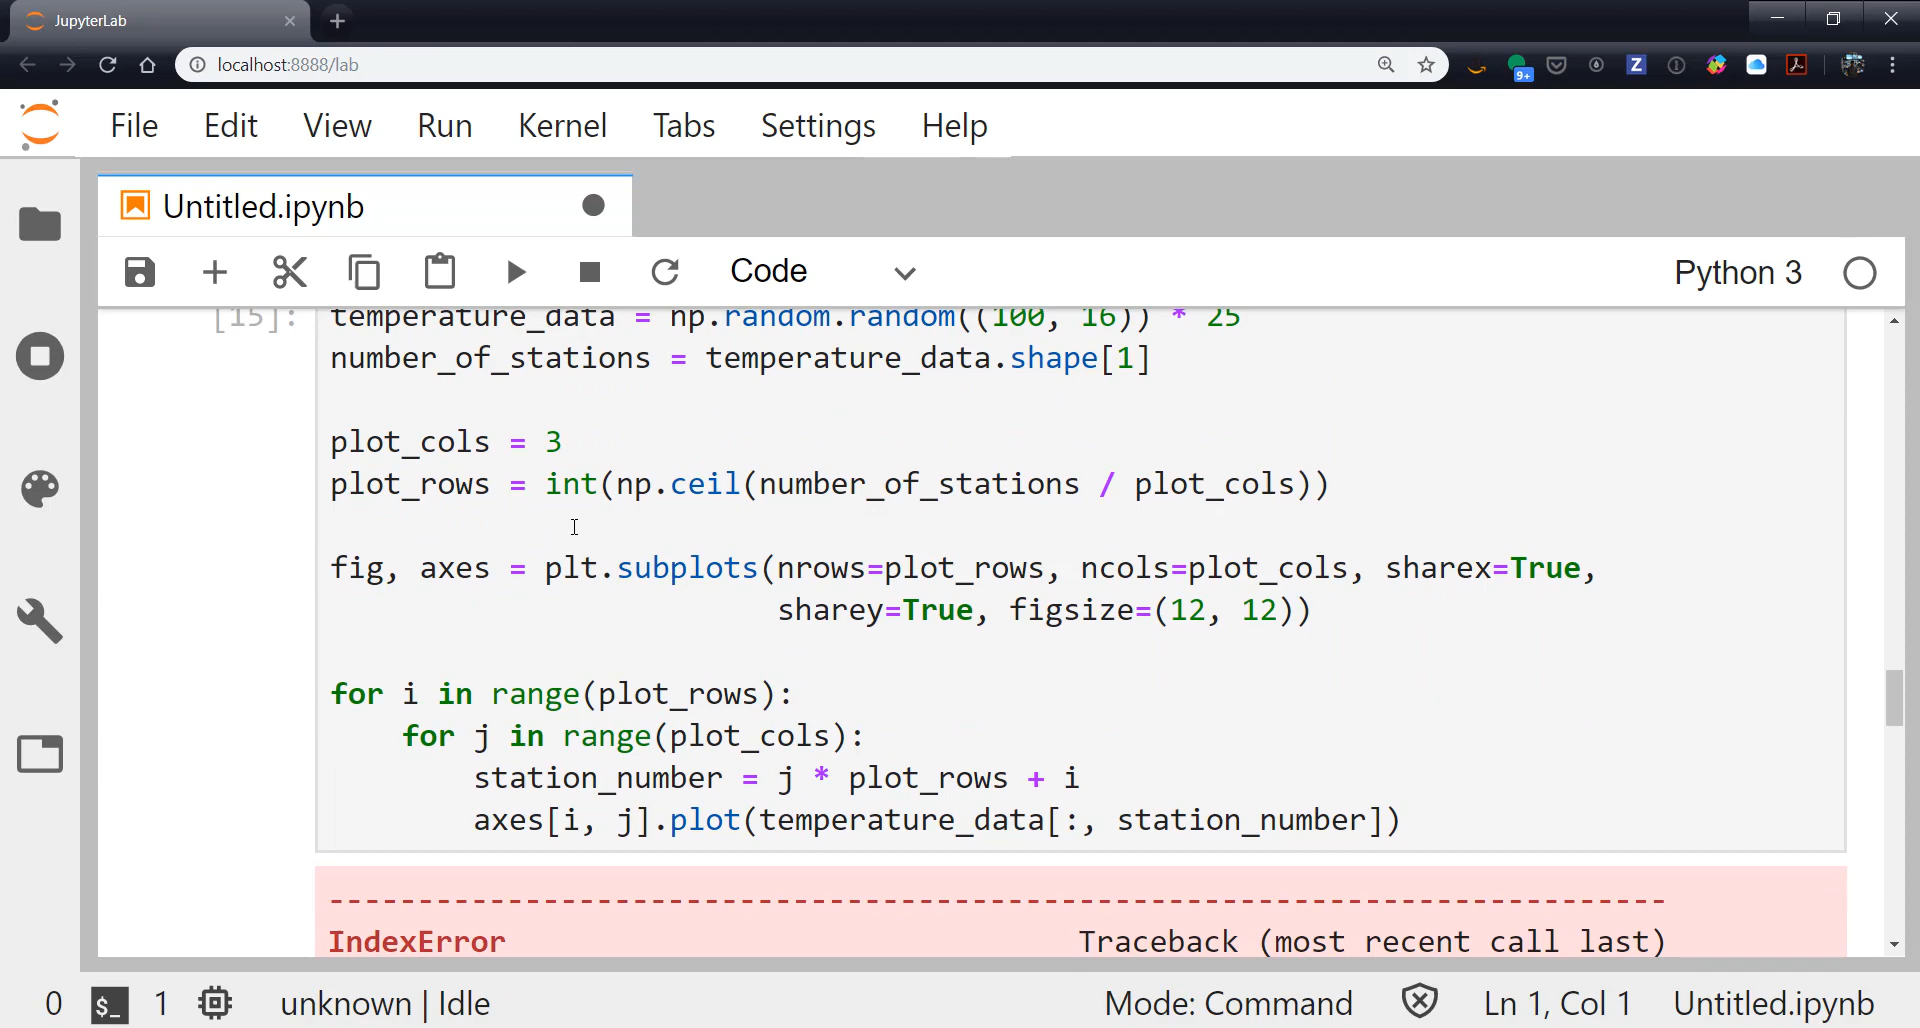 JupyterLab
localhost:8888/lab
9+
Z
File Edit View Run Kernel Tabs Settings Help
Untitled.ipynb
Code
Python 3
[15]:
temperature_data = np.random.random((100, 16)) * 25
number_of_stations = temperature_data.shape[1]
plot_cols = 3
plot_rows = int(np.ceil(number_of_stations / plot_cols))
fig, axes = plt.subplots(nrows=plot_rows, ncols=plot_cols, sharex=True,
sharey=True, figsize=(12, 12))
for i in range(plot_rows):
for j in range(plot_cols):
station_number = j * plot_rows + i
axes[i, j].plot(temperature_data[:, station_number])
---------------------------------------------------------------------------
IndexError Traceback (most recent call last)
0 $_ 1 unknown | Idle Mode: Command Ln 1, Col 1 Untitled.ipynb